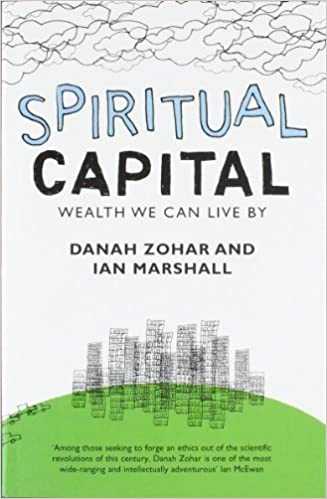 SPIRITUAL
CAPITAL
WEALTH WE CAN LIVE BY
DANAH ZOHAR AND
IAN MARSHALL
'Among those seeking to forge an ethics out of the scientific
revolutions of this century, Danah Zohar is one of the most
wide-ranging and intellectually adventurous' Ian McEwan